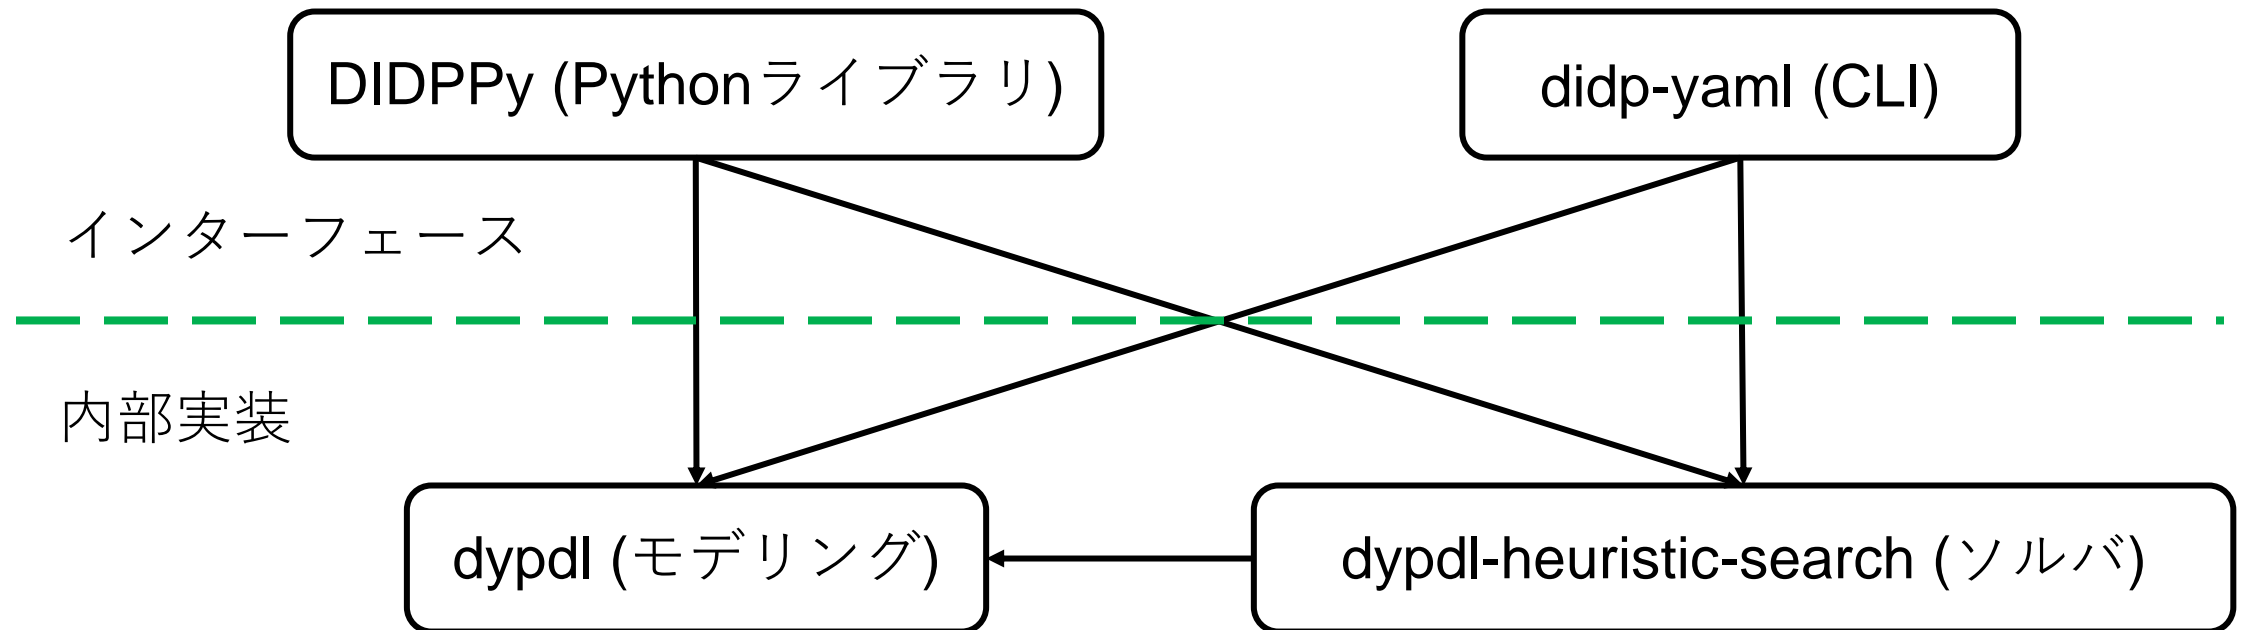 DIDPPy (Pythonライブラリ)
didp-yaml (CLI)
インターフェース
内部実装
dypdl (モデリング)
dypdl-heuristic-search (ソルバ)